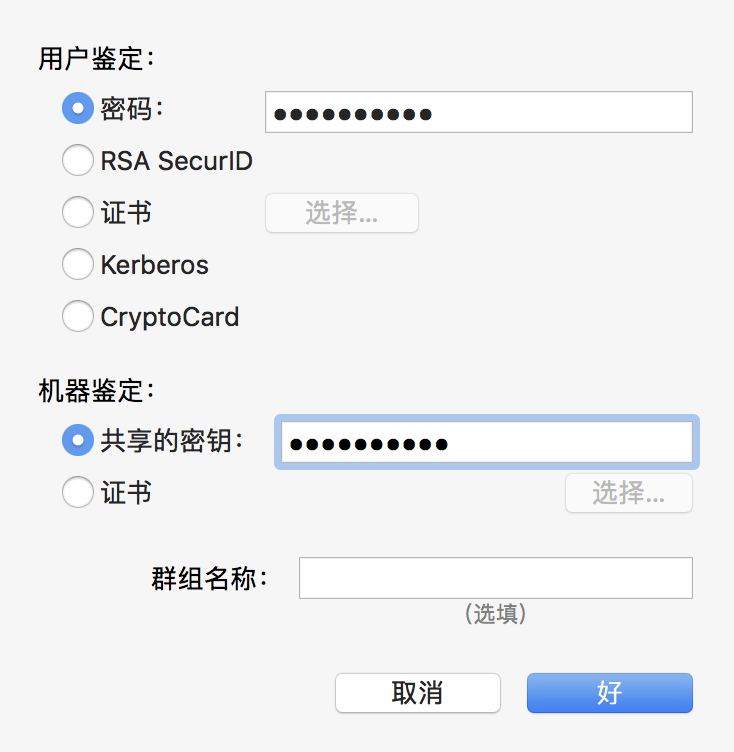 用户鉴定：
密码： ●●●●●●●●●●
RSA SecurID
证书 选择...
Kerberos
CryptoCard
机器鉴定：
共享的密钥： ●●●●●●●●●●
证书 选择...
群组名称：
（选填）
取消 好